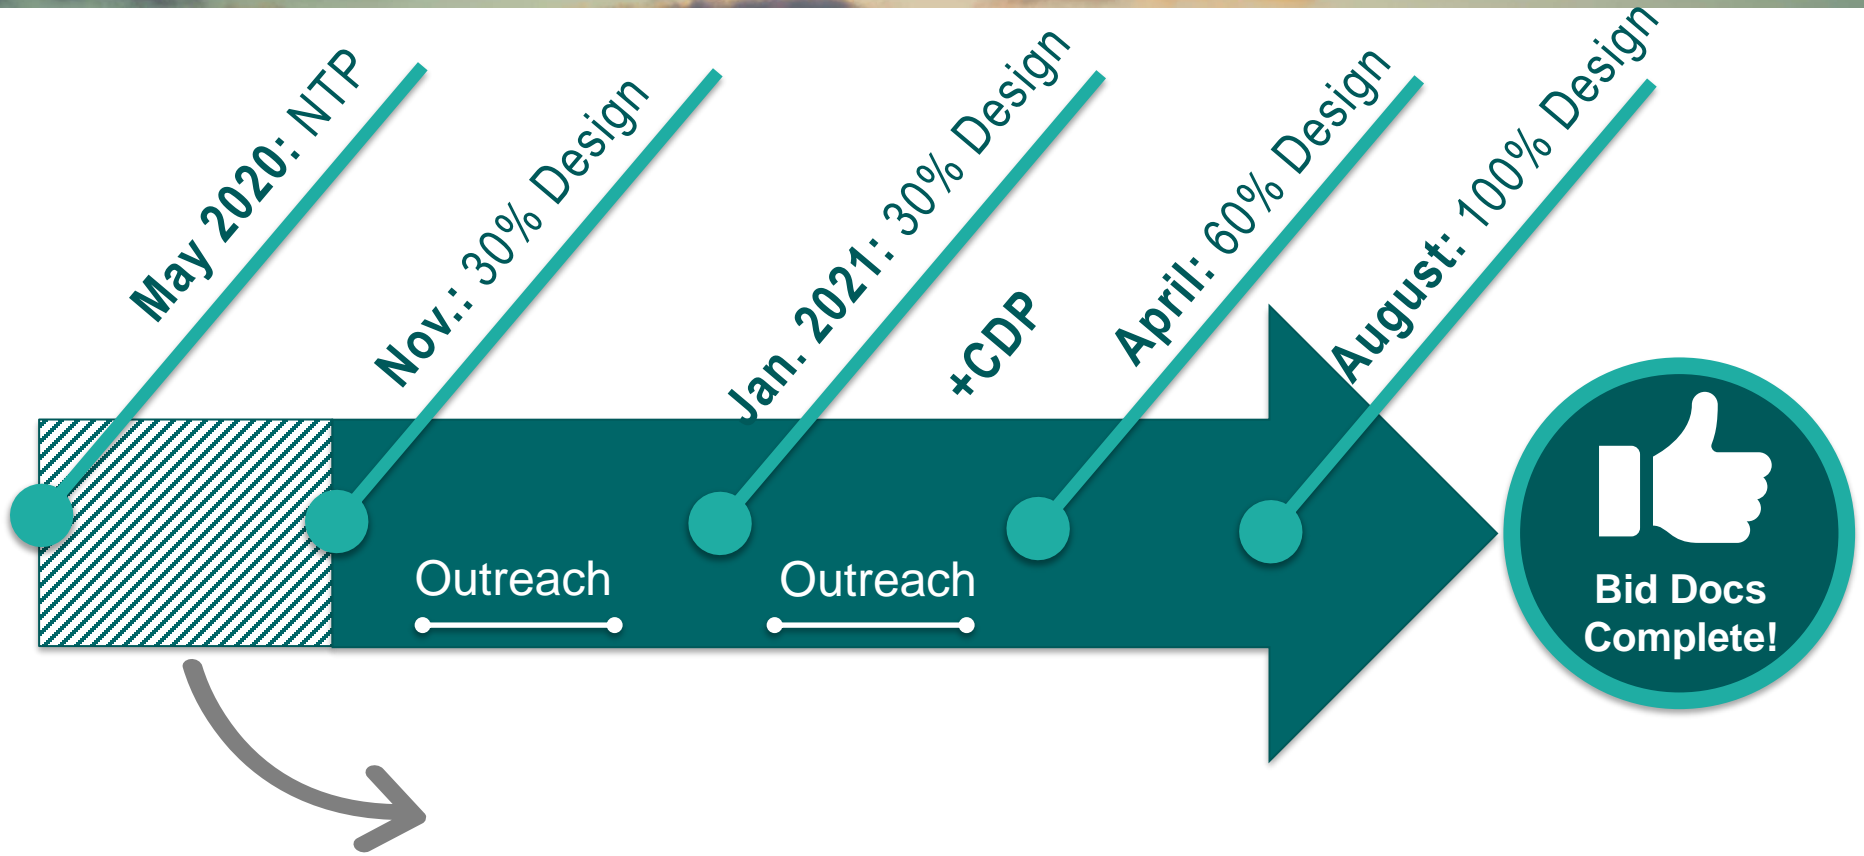 May 2020: NTP
Nov.: 30% Design
Jan. 2021: 30% Design
+CDP
April: 60% Design
August: 100% Design
Outreach
Outreach
Bid Docs
Complete!